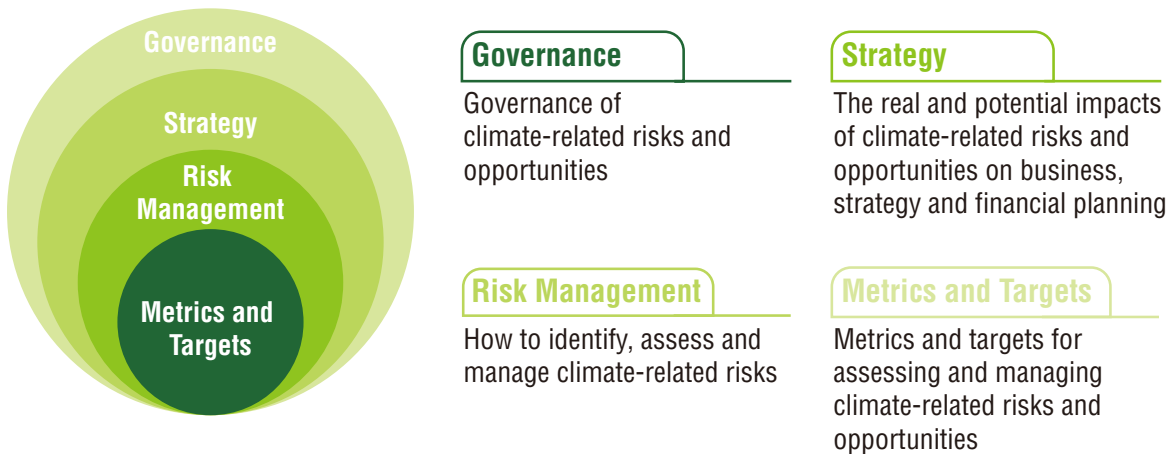 Governance
Strategy
Risk
Management
Metrics and
Targets
Governance
Governance of
climate-related risks and
opportunities
Strategy
The real and potential impacts
of climate-related risks and
opportunities on business,
strategy and financial planning
Risk Management
How to identify, assess and
manage climate-related risks
Metrics and Targets
Metrics and targets for
assessing and managing
climate-related risks and
opportunities